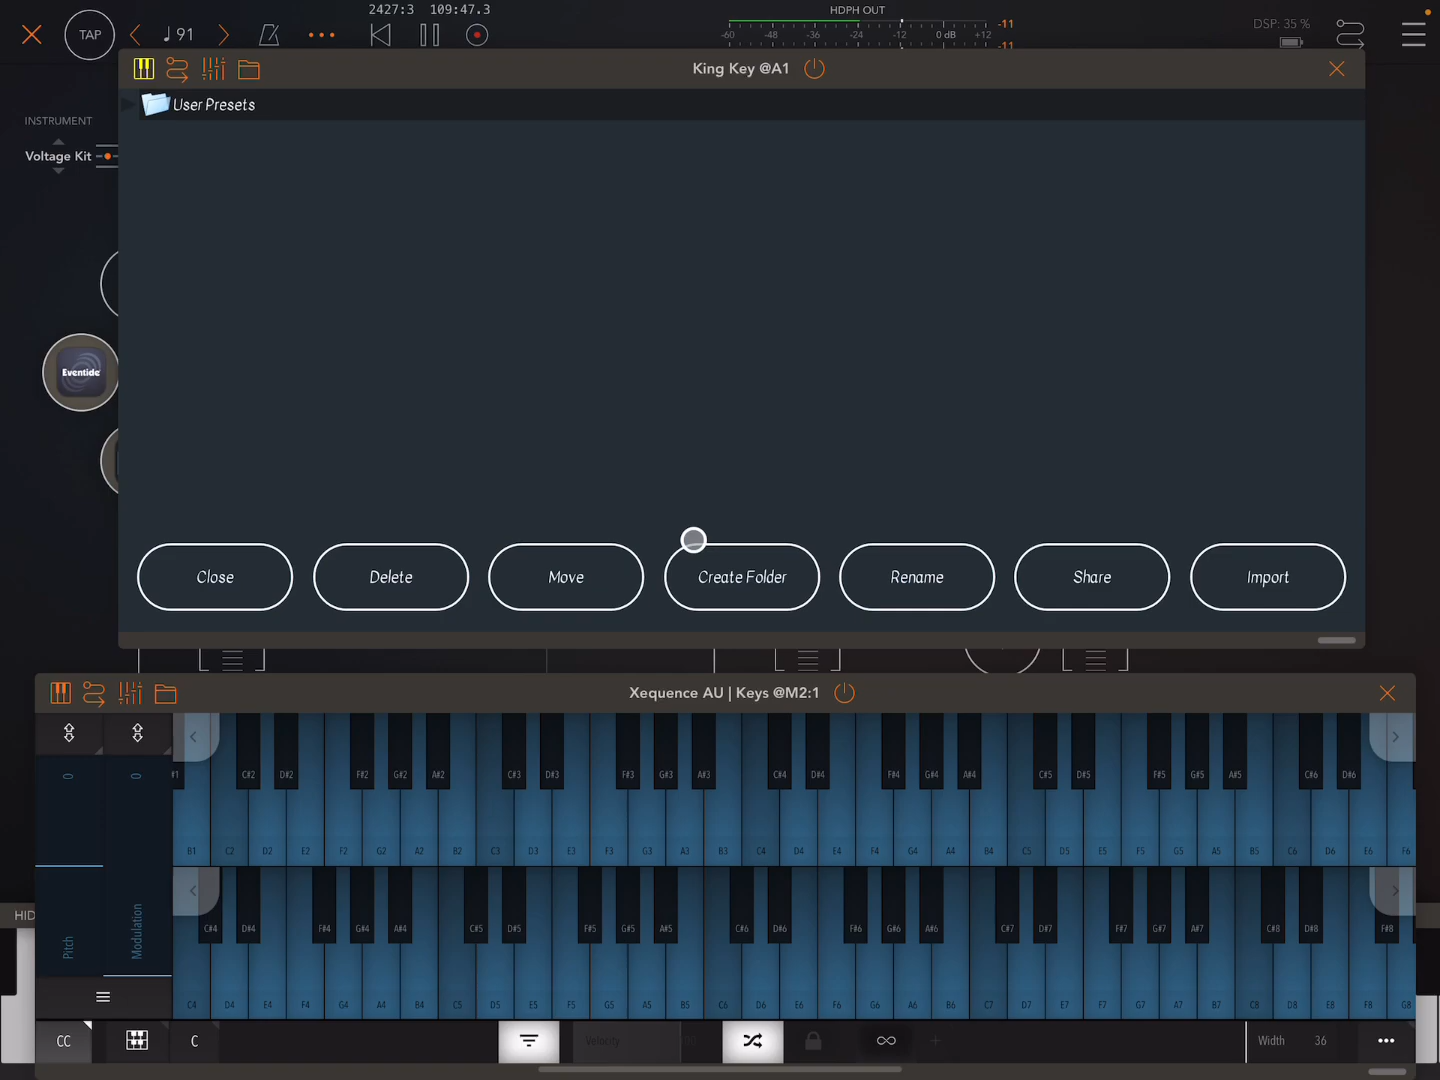 TAP
91
2427:3 109:47.3
HDPH OUT
-60 -48 -36 -24 -12 0 dB +12
-11
-11
DSP: 35 %
King Key @A1
INSTRUMENT
Voltage Kit
Eventide
User Presets
Close
Delete
Move
Create Folder
Rename
Share
Import
Xequence AU | Keys @M2:1
0 0
C#2 D#2 F#2 G#2 A#2 C#3 D#3 F#3 G#3 A#3 C#4 D#4 F#4 G#4 A#4 C#5 D#5 F#5 G#5 A#5 C#6 D#6
B1 C2 D2 E2 F2 G2 A2 B2 C3 D3 E3 F3 G3 A3 B3 C4 D4 E4 F4 G4 A4 B4 C5 D5 E5 F5 G5 A5 B5 C6 D6 E6 F6
HID
Pitch
Modulation
C#4 D#4 F#4 G#4 A#4 C#5 D#5 F#5 G#5 A#5 C#6 D#6 F#6 G#6 A#6 C#7 D#7 F#7 G#7 A#7 C#8 D#8 F#8
C4 D4 E4 F4 G4 A4 B4 C5 D5 E5 F5 G5 A5 B5 C6 D6 E6 F6 G6 A6 B6 C7 D7 E7 F7 G7 A7 B7 C8 D8 E8 F8 G8
CC
C
Velocity
Width 36